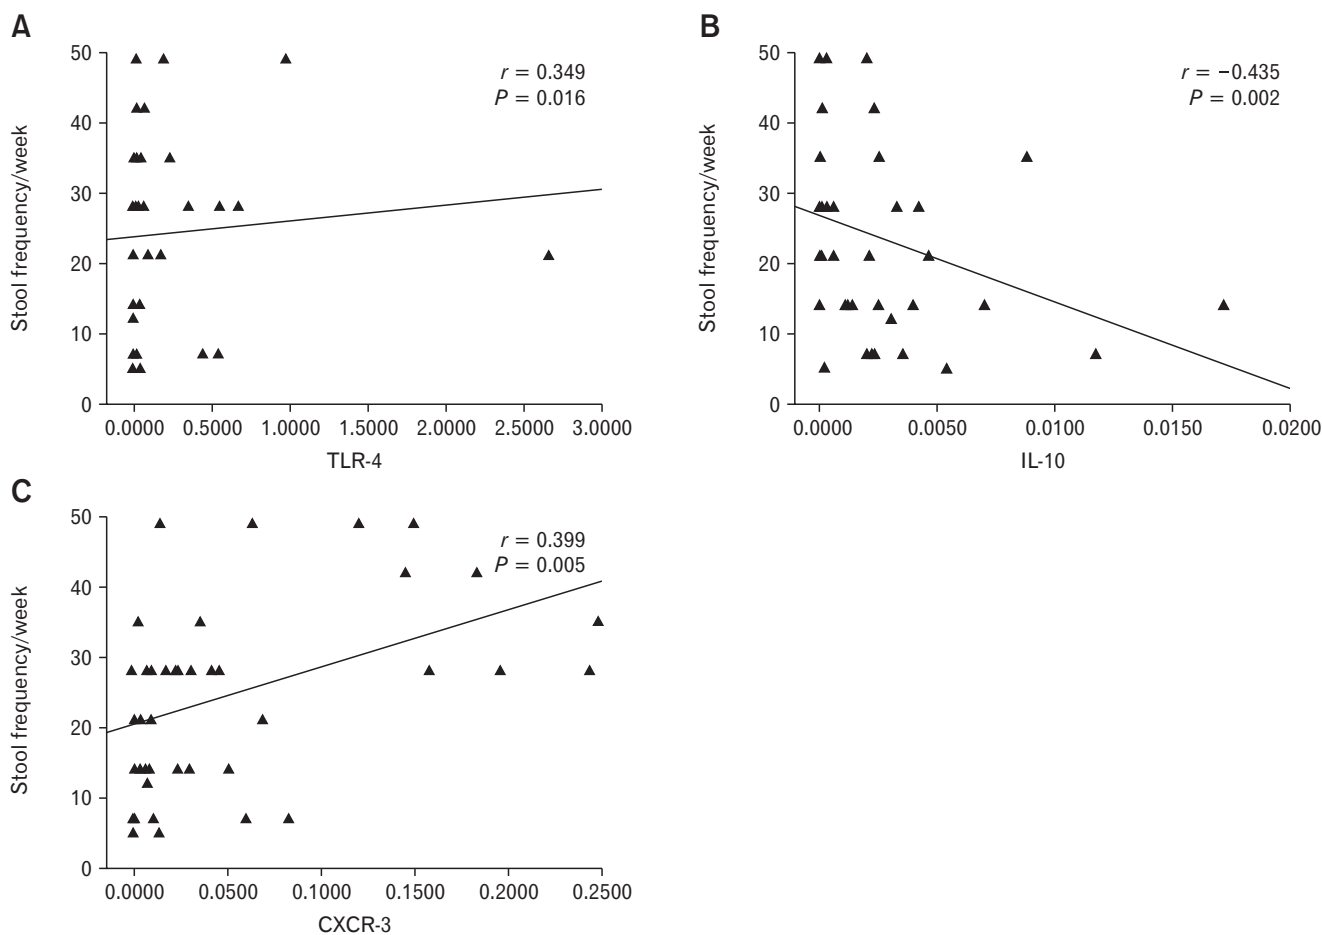 A
50
40
30
20
10
0
Stool frequency/week
r = 0.349
P = 0.016
0.0000 0.5000 1.0000 1.5000 2.0000 2.5000 3.0000
TLR-4
B
50
40
30
20
10
0
Stool frequency/week
r = −0.435
P = 0.002
0.0000 0.0050 0.0100 0.0150 0.0200
IL-10
C
50
40
30
20
10
0
Stool frequency/week
r = 0.399
P = 0.005
0.0000 0.0500 0.1000 0.1500 0.2000 0.2500
CXCR-3